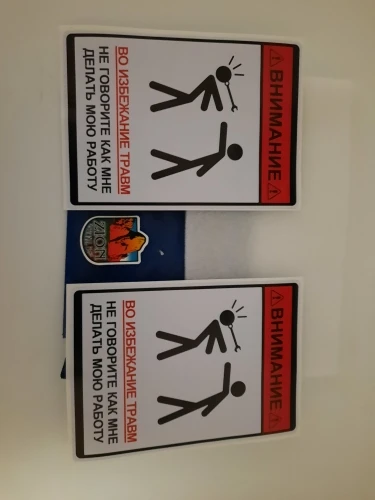 ВНИМАНИЕ
ВО ИЗБЕЖАНИЕ ТРАВМ
НЕ ГОВОРИТЕ КАК МНЕ
ДЕЛАТЬ МОЮ РАБОТУ
ZION
ВНИМАНИЕ
ВО ИЗБЕЖАНИЕ ТРАВМ
НЕ ГОВОРИТЕ КАК МНЕ
ДЕЛАТЬ МОЮ РАБОТУ